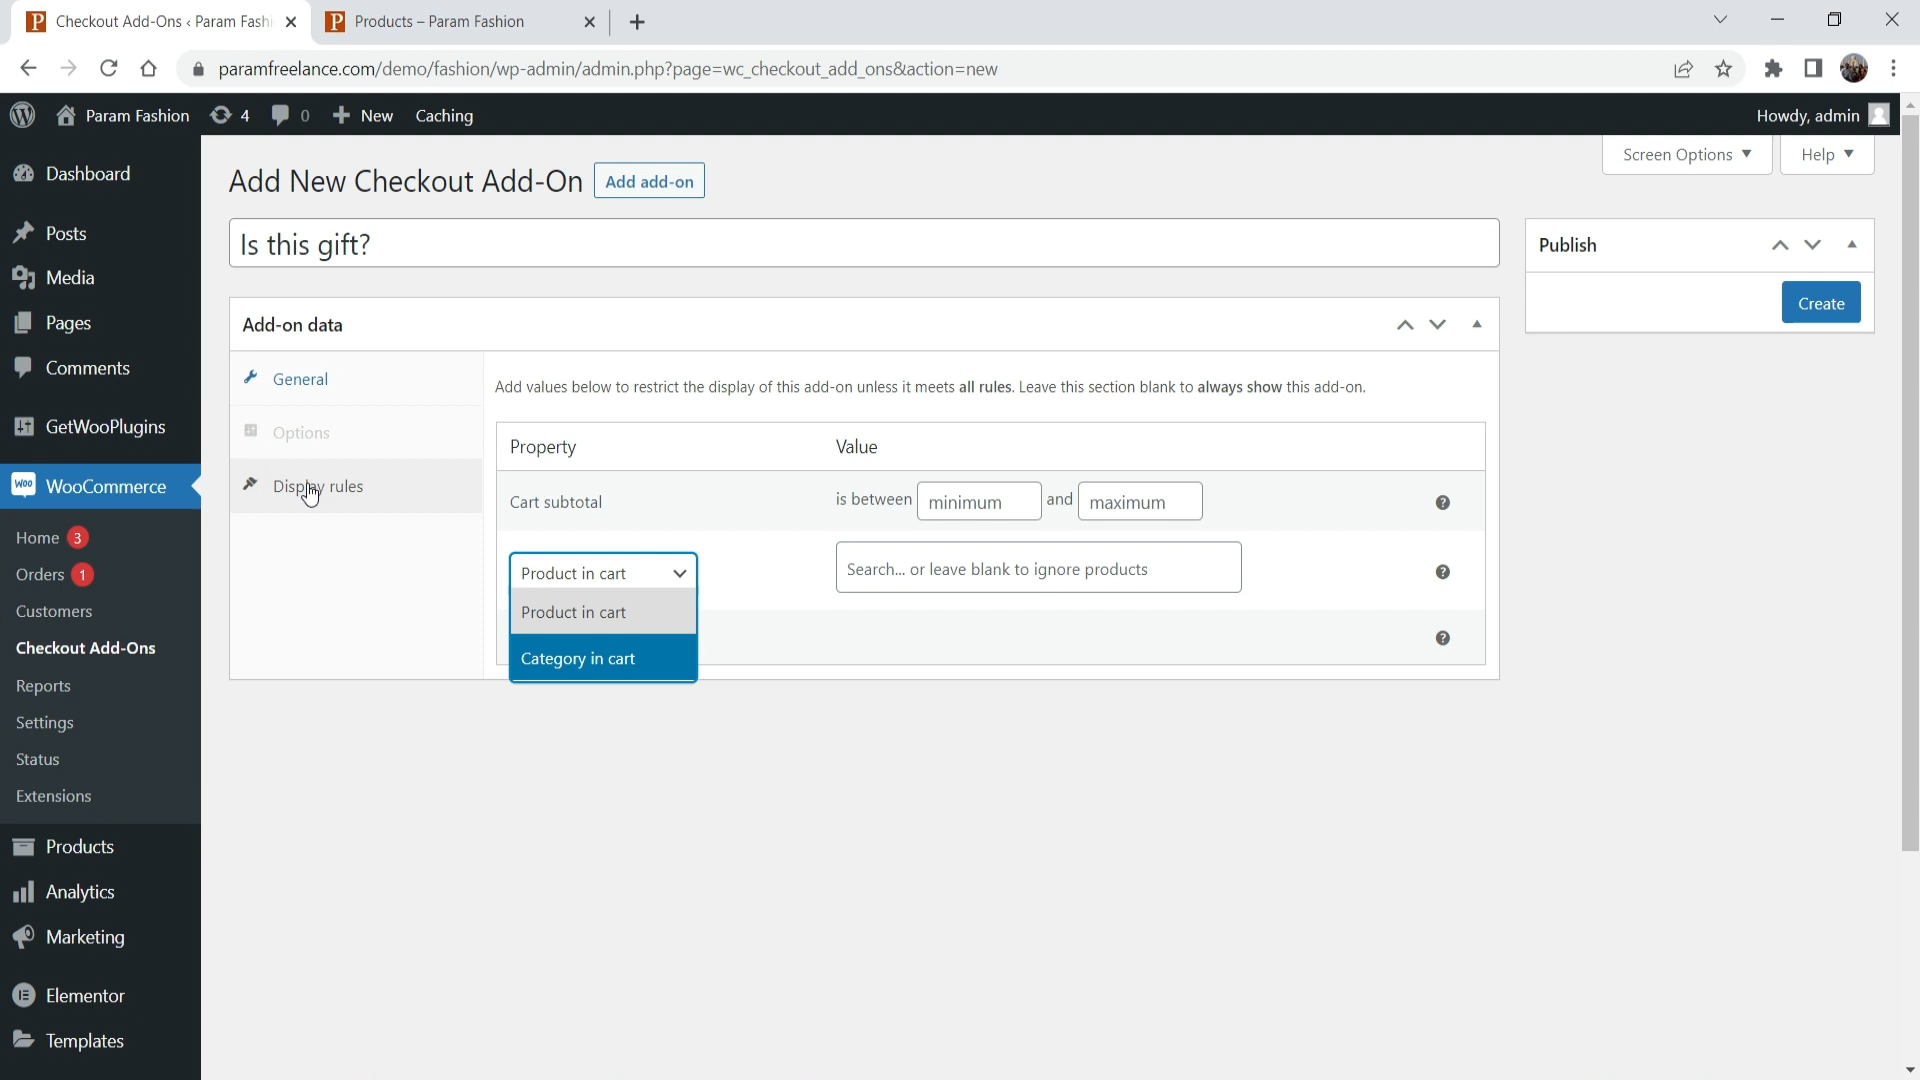 Checkout Add-Ons ‹ Param Fashi
Products – Param Fashion
paramfreelance.com/demo/fashion/wp-admin/admin.php?page=wc_checkout_add_ons&action=new
Param Fashion
4
0
New
Caching
Howdy, admin
Dashboard
Posts
Media
Pages
Comments
GetWooPlugins
WooCommerce
Home 3
Orders 1
Customers
Checkout Add-Ons
Reports
Settings
Status
Extensions
Products
Analytics
Marketing
Elementor
Templates
Screen Options
Help
Add New Checkout Add-On
Add add-on
Is this gift?
Publish
Create
Add-on data
General
Options
Display rules
Add values below to restrict the display of this add-on unless it meets all rules. Leave this section blank to always show this add-on.
Property Value
Cart subtotal is between minimum and maximum
Product in cart Search... or leave blank to ignore products
Product in cart
Category in cart